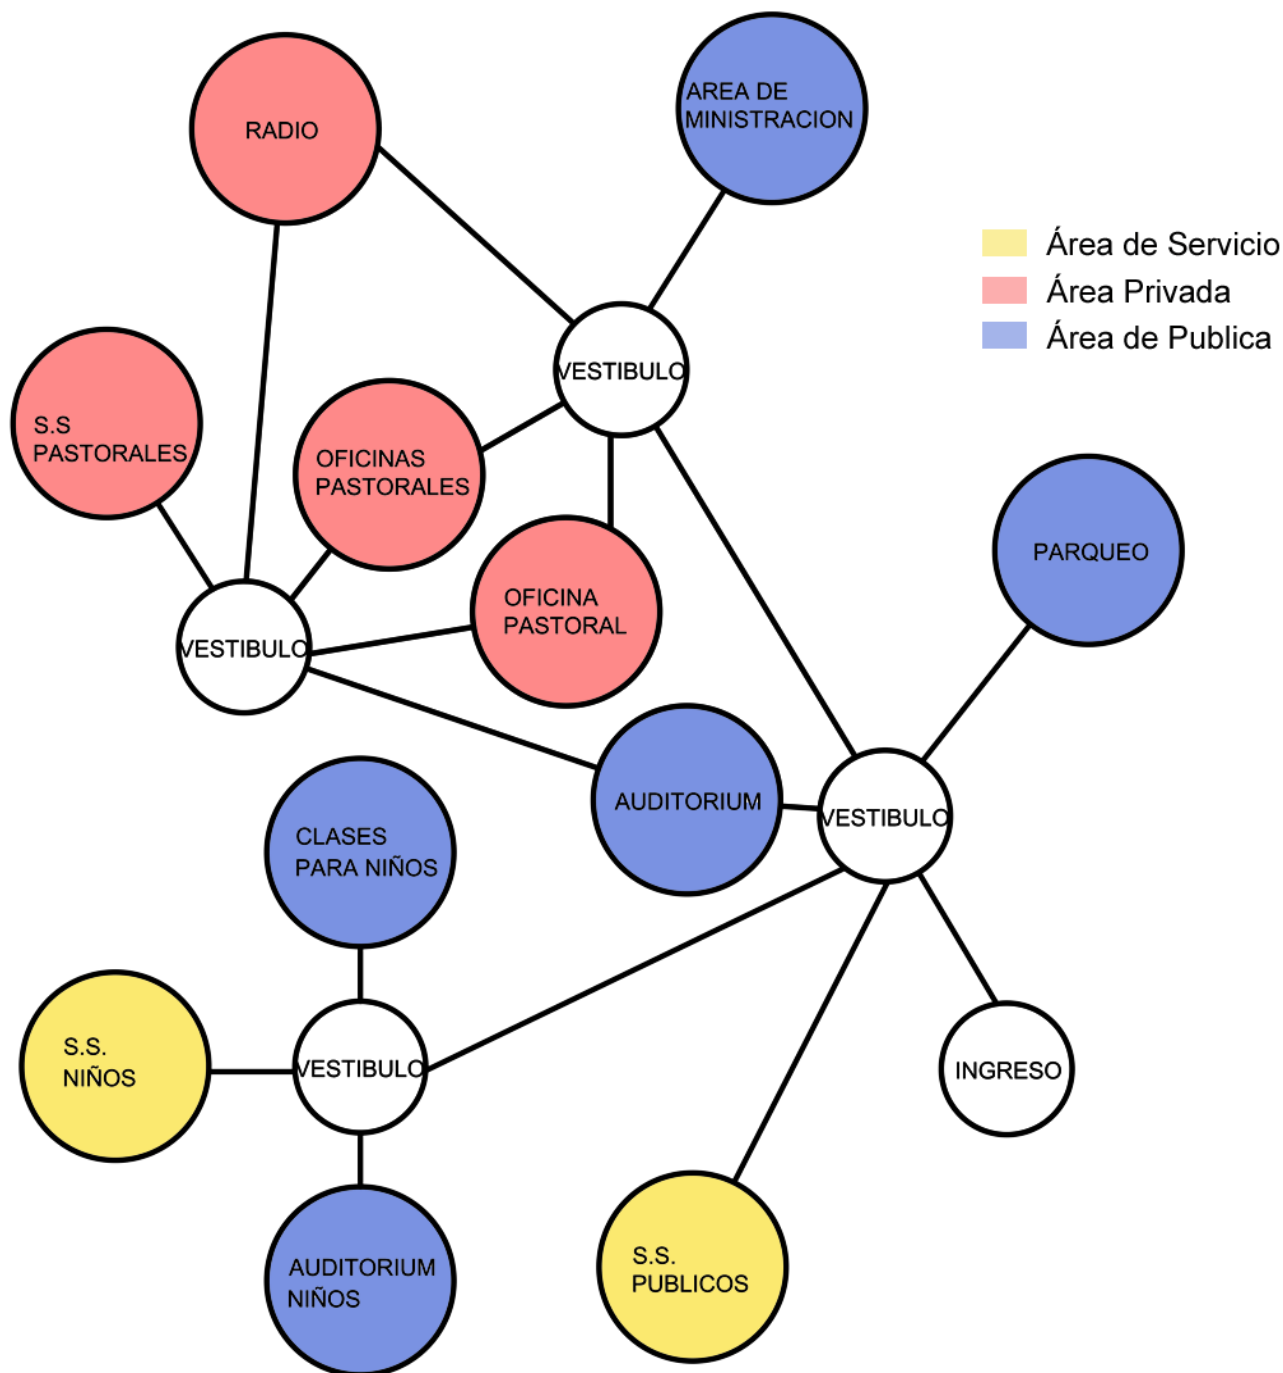 RADIO
AREA DE
MINISTRACION
Área de Servicio
Área Privada
Área de Publica
VESTIBULO
S.S
PASTORALES
OFICINAS
PASTORALES
PARQUEO
OFICINA
PASTORAL
VESTIBULO
AUDITORIUM
VESTIBULO
CLASES
PARA NIÑOS
S.S.
NIÑOS
VESTIBULO
INGRESO
AUDITORIUM
NIÑOS
S.S.
PUBLICOS